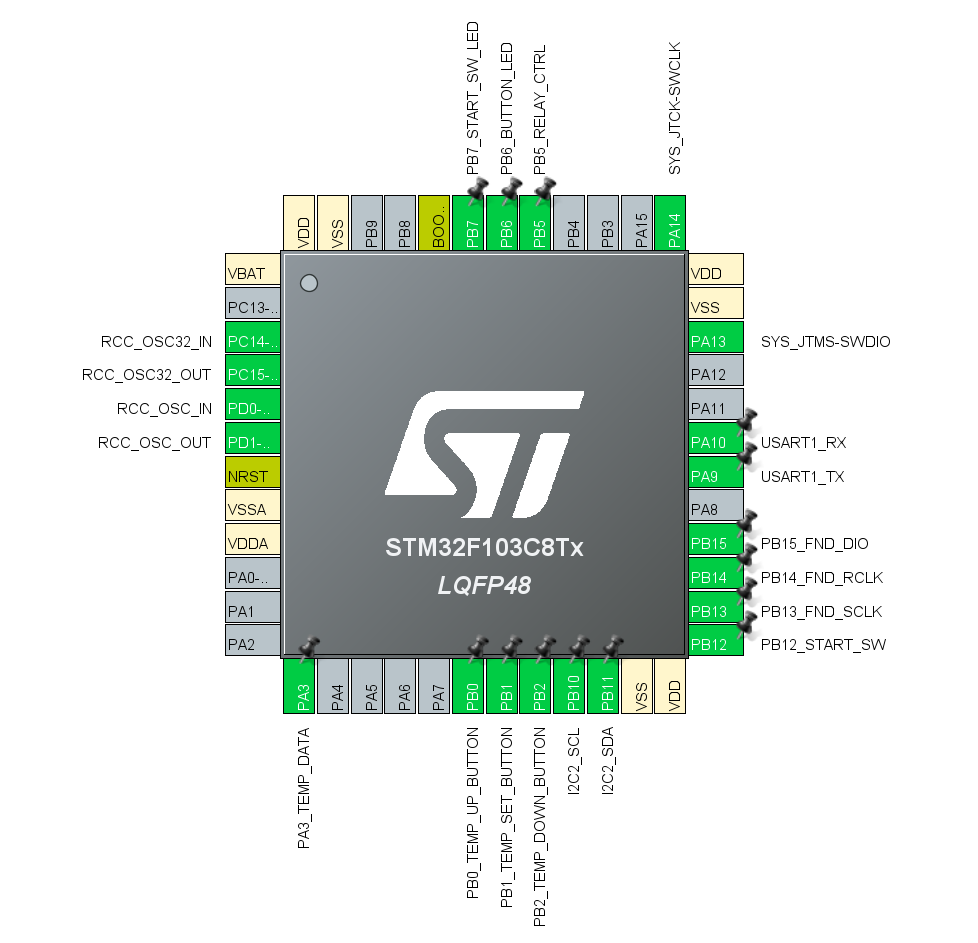 PB7_START_SW_LED
PB6_BUTTON_LED
PB5_RELAY_CTRL
SYS_JTCK-SWCLK
VDD
VSS
PB9
PB8
BOO..
PB7
PB6
PB5
PB4
PB3
PA15
PA14
VBAT
PC13-..
RCC_OSC32_IN PC14-..
RCC_OSC32_OUT PC15-..
RCC_OSC_IN PD0-..
RCC_OSC_OUT PD1-..
NRST
VSSA
VDDA
PA0-..
PA1
PA2
VDD
VSS
PA13 SYS_JTMS-SWDIO
PA12
PA11
PA10 USART1_RX
PA9 USART1_TX
PA8
PB15 PB15_FND_DIO
PB14 PB14_FND_RCLK
PB13 PB13_FND_SCLK
PB12 PB12_START_SW
ST
STM32F103C8Tx
LQFP48
PA3
PA4
PA5
PA6
PA7
PB0
PB1
PB2
PB10
PB11
VSS
VDD
PA3_TEMP_DATA
PB0_TEMP_UP_BUTTON
PB1_TEMP_SET_BUTTON
PB2_TEMP_DOWN_BUTTON
I2C2_SCL
I2C2_SDA